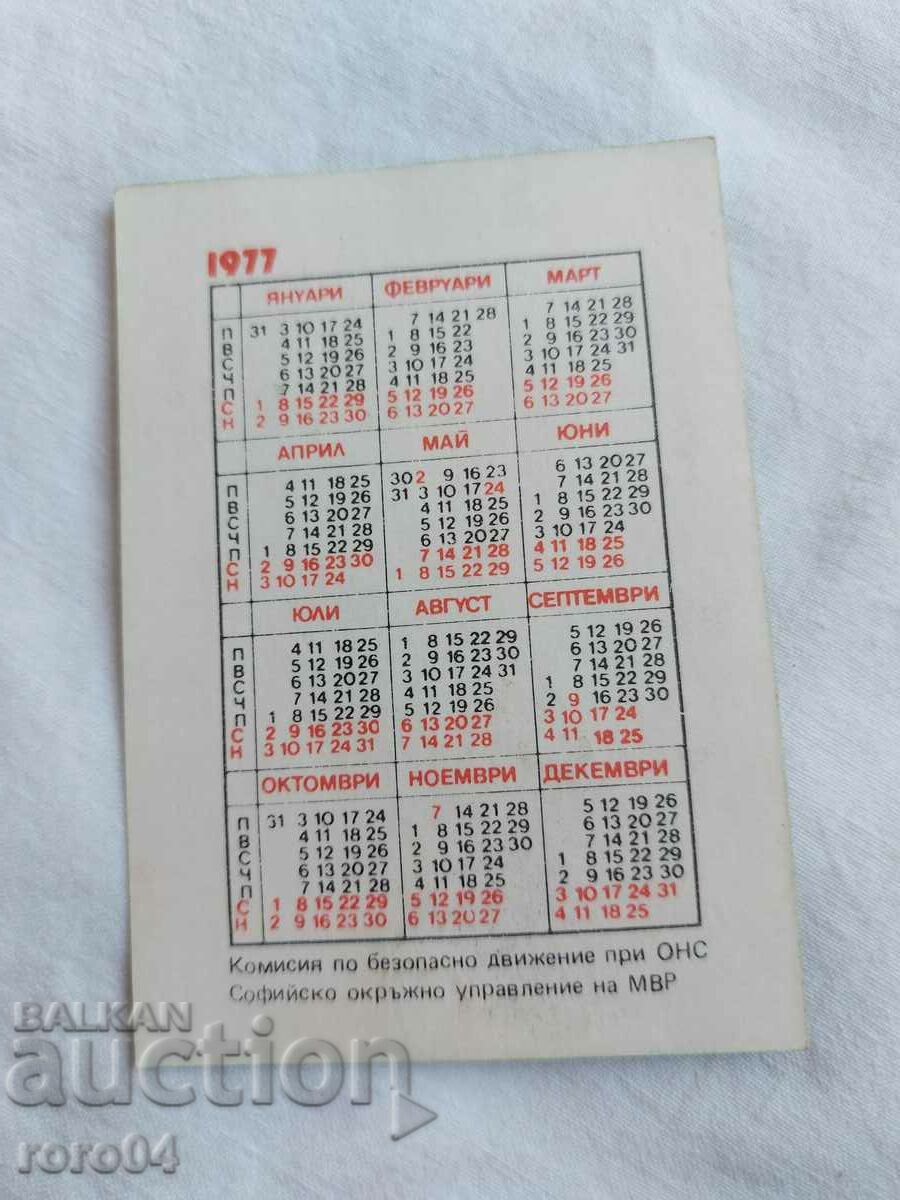 1977
ЯНУАРИ ФЕВРУАРИ МАРТ
П 31 3 10 17 24 7 14 21 28 7 14 21 28
В 4 11 18 25 1 8 15 22 1 8 15 22 29
С 5 12 19 26 2 9 16 23 2 9 16 23 30
Ч 6 13 20 27 3 10 17 24 3 10 17 24 31
П 7 14 21 28 4 11 18 25 4 11 18 25
С 1 8 15 22 29 5 12 19 26 5 12 19 26
Н 2 9 16 23 30 6 13 20 27 6 13 20 27
АПРИЛ МАЙ ЮНИ
П 4 11 18 25 30 2 9 16 23 6 13 20 27
В 5 12 19 26 31 3 10 17 24 7 14 21 28
С 6 13 20 27 4 11 18 25 1 8 15 22 29
Ч 7 14 21 28 5 12 19 26 2 9 16 23 30
П 1 8 15 22 29 6 13 20 27 3 10 17 24
С 2 9 16 23 30 7 14 21 28 4 11 18 25
Н 3 10 17 24 1 8 15 22 29 5 12 19 26
ЮЛИ АВГУСТ СЕПТЕМВРИ
П 4 11 18 25 1 8 15 22 29 5 12 19 26
В 5 12 19 26 2 9 16 23 30 6 13 20 27
С 6 13 20 27 3 10 17 24 31 7 14 21 28
Ч 7 14 21 28 4 11 18 25 1 8 15 22 29
П 1 8 15 22 29 5 12 19 26 2 9 16 23 30
С 2 9 16 23 30 6 13 20 27 3 10 17 24
Н 3 10 17 24 31 7 14 21 28 4 11 18 25
ОКТОМВРИ НОЕМВРИ ДЕКЕМВРИ
П 31 3 10 17 24 7 14 21 28 5 12 19 26
В 4 11 18 25 1 8 15 22 29 6 13 20 27
С 5 12 19 26 2 9 16 23 30 7 14 21 28
Ч 6 13 20 27 3 10 17 24 1 8 15 22 29
П 7 14 21 28 4 11 18 25 2 9 16 23 30
С 1 8 15 22 29 5 12 19 26 3 10 17 24 31
Н 2 9 16 23 30 6 13 20 27 4 11 18 25
Комисия по безопасно движение при ОНС
Софийско окръжно управление на МВР
BALKAN
auction
roro04